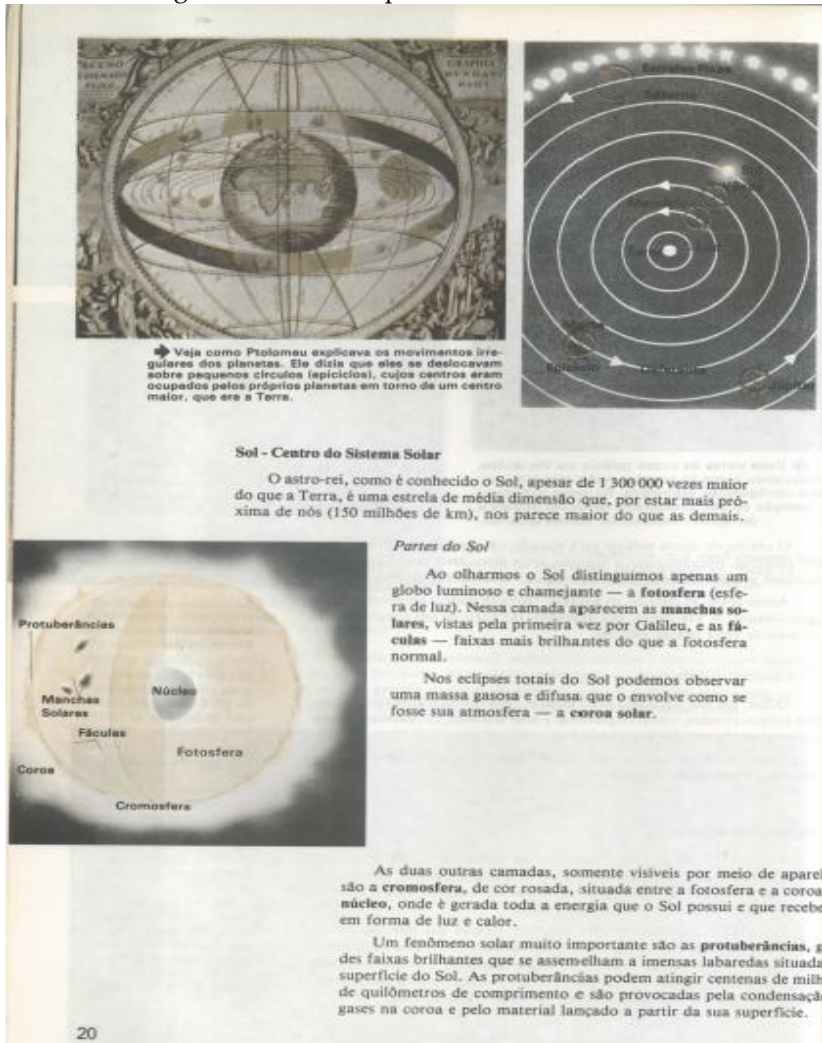 GRAPHIA
Estrelas Fixas
Saturno
Sol
Vênus
Marte
Epiciclo
Deferente
Júpiter
➡ Veja como Ptolomeu explicava os movimentos irre-
gulares dos planetas. Ele dizia que eles se deslocavam
sobre pequenos círculos (epiciclos), cujos centros eram
ocupados pelos próprios planetas em torno de um centro
maior, que era a Terra.
Sol - Centro do Sistema Solar
O astro-rei, como é conhecido o Sol, apesar de 1 300 000 vezes maior
do que a Terra, é uma estrela de média dimensão que, por estar mais pró-
xima de nós (150 milhões de km), nos parece maior do que as demais.
Partes do Sol
Ao olharmos o Sol distinguimos apenas um
globo luminoso e chamejante — a fotosfera (esfe-
ra de luz). Nessa camada aparecem as manchas so-
lares, vistas pela primeira vez por Galileu, e as fá-
culas — faixas mais brilhantes do que a fotosfera
normal.
Nos eclipses totais do Sol podemos observar
uma massa gasosa e difusa que o envolve como se
fosse sua atmosfera — a coroa solar.
Protuberâncias
Manchas
Solares
Núcleo
Fáculas
Fotosfera
Coroa
Cromosfera
As duas outras camadas, somente visíveis por meio de aparel
são a cromosfera, de cor rosada, situada entre a fotosfera e a coroa
núcleo, onde é gerada toda a energia que o Sol possui e que recebe
em forma de luz e calor.
Um fenômeno solar muito importante são as protuberâncias, g
des faixas brilhantes que se assemelham a imensas labaredas situada
superfície do Sol. As protuberâncias podem atingir centenas de milh
de quilômetros de comprimento e são provocadas pela condensaçã
gases na coroa e pelo material lançado a partir da sua superfície.
20